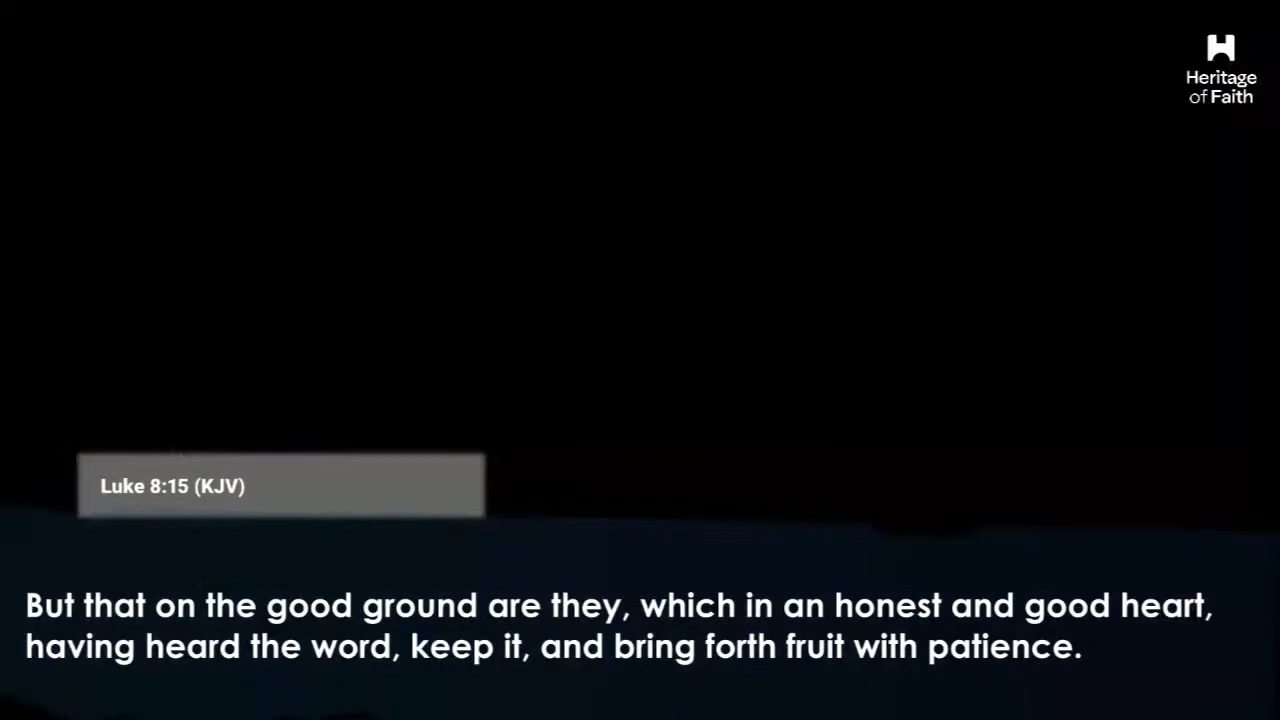 Heritage
of Faith
Luke 8:15 (KJV)
But that on the good ground are they, which in an honest and good heart,
having heard the word, keep it, and bring forth fruit with patience.